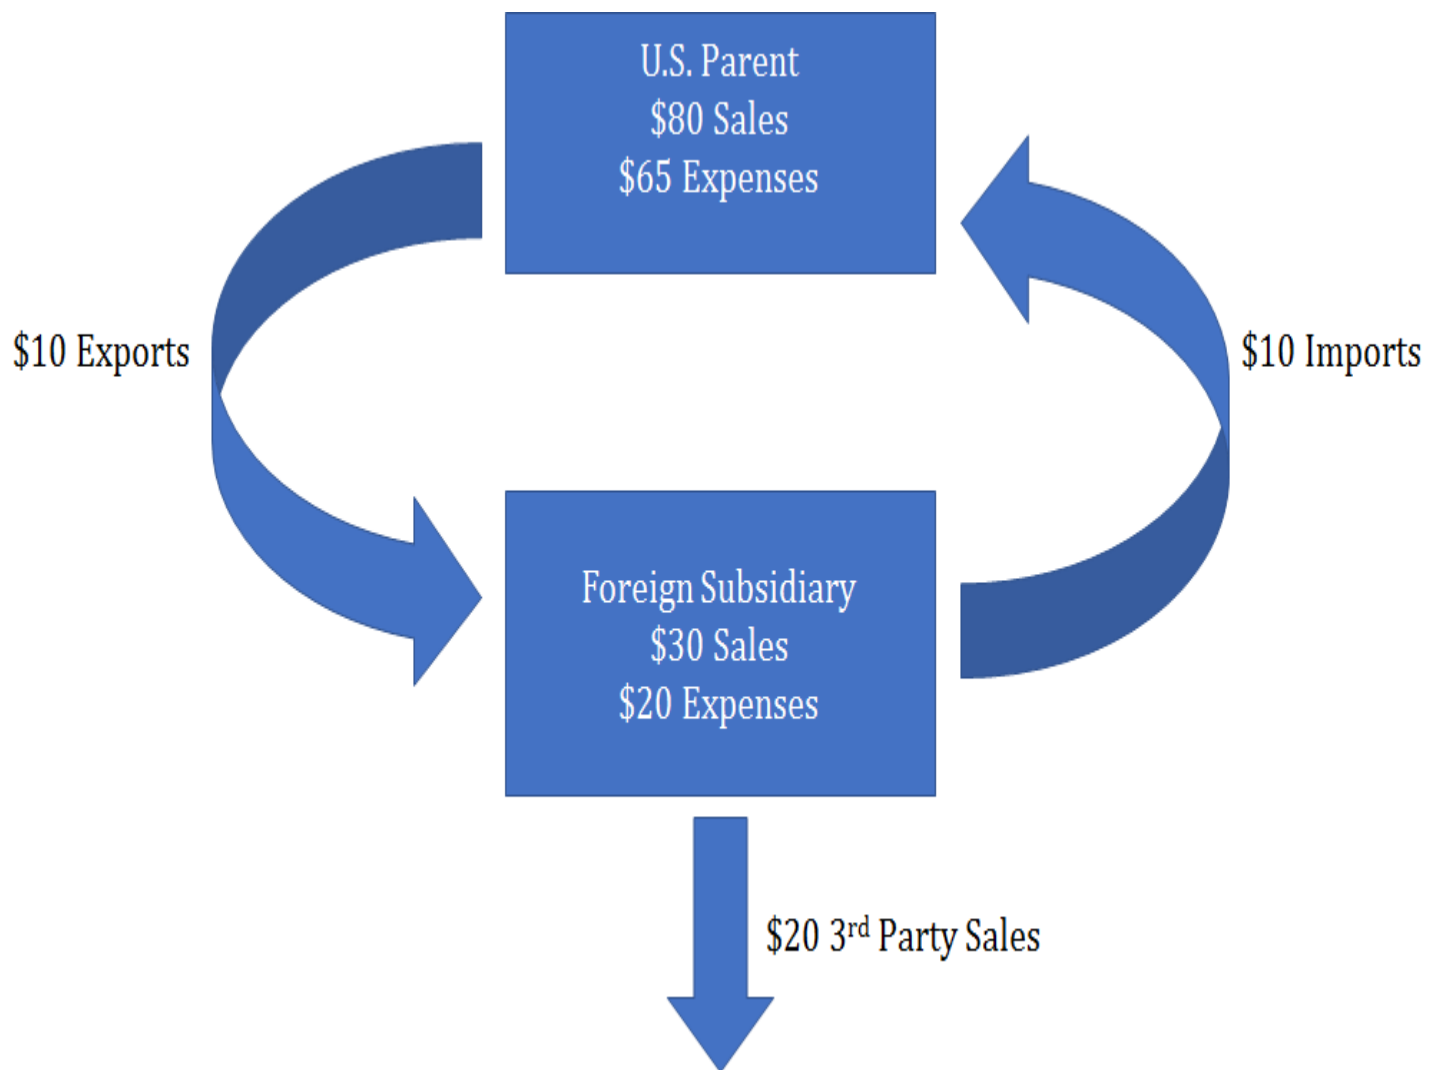 U.S. Parent
$80 Sales
$65 Expenses
$10 Exports
$10 Imports
Foreign Subsidiary
$30 Sales
$20 Expenses
$20 3rd Party Sales